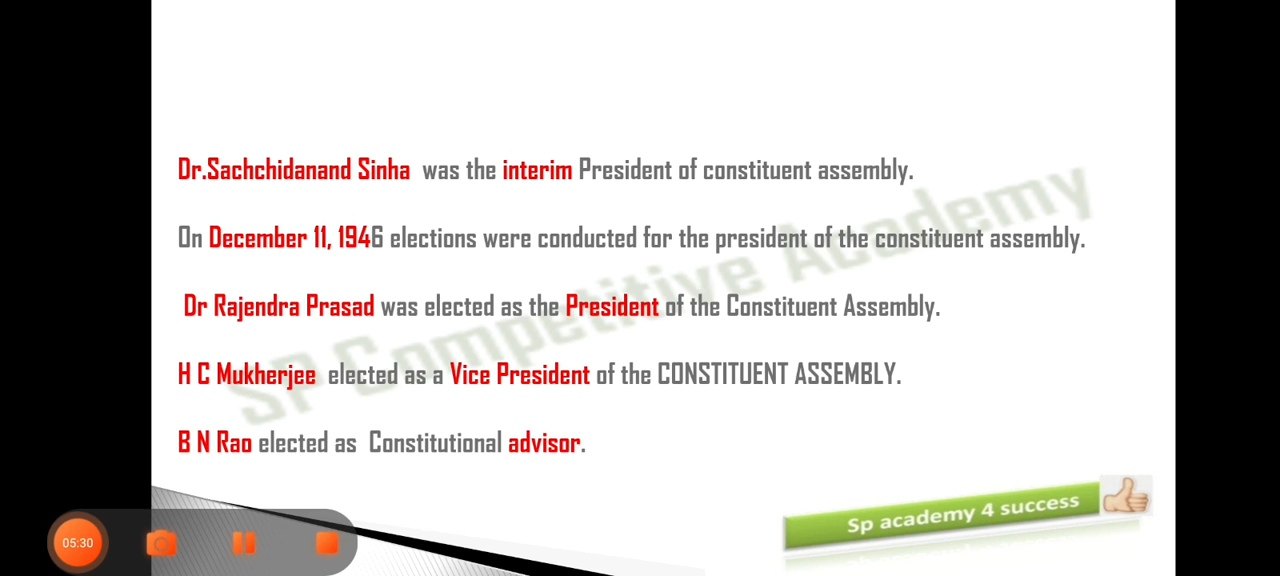 Dr.Sachchidanand Sinha was the interim President of constituent assembly.
On December 11, 1946 elections were conducted for the president of the constituent assembly.
Dr Rajendra Prasad was elected as the President of the Constituent Assembly.
H C Mukherjee elected as a Vice President of the CONSTITUENT ASSEMBLY.
B N Rao elected as Constitutional advisor.
SP Competitive Academy
Sp academy 4 success
05:30